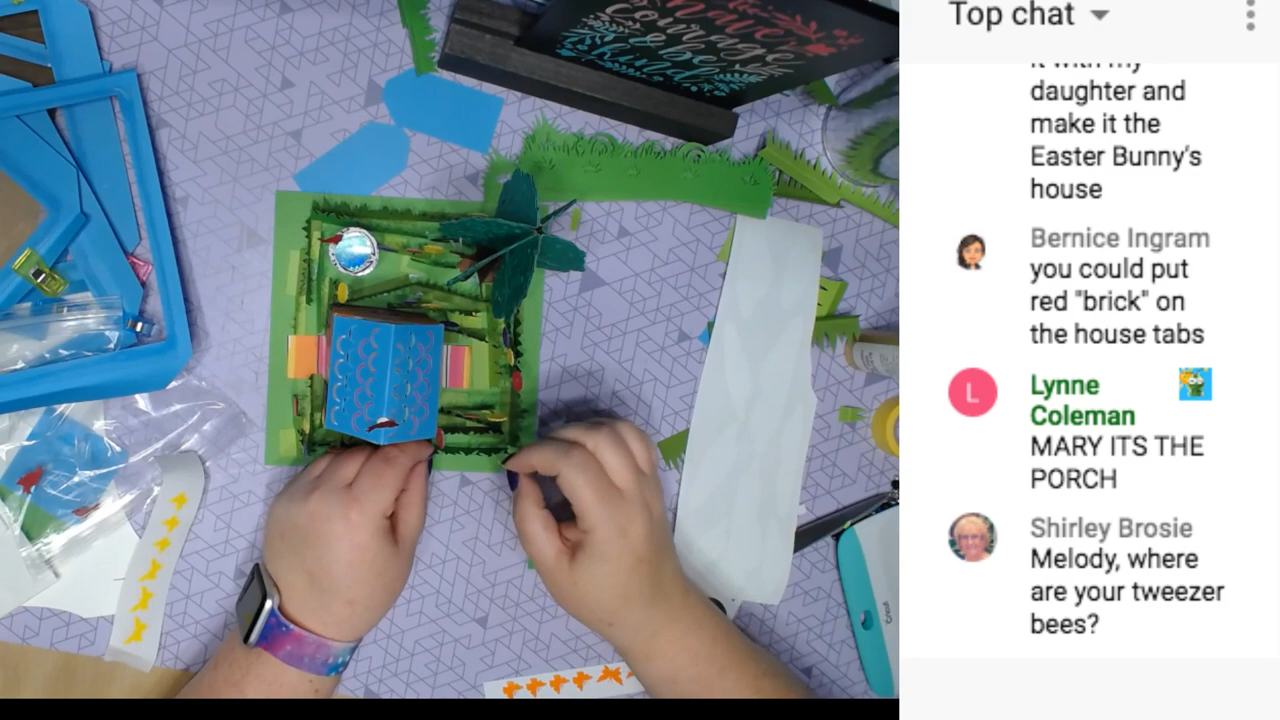 have
courage
& be
kind
cricut
Top chat
it with my
daughter and
make it the
Easter Bunny's
house
Bernice Ingram
you could put
red "brick" on
the house tabs
L
Lynne
Coleman
MARY ITS THE
PORCH
Shirley Brosie
Melody, where
are your tweezer
bees?